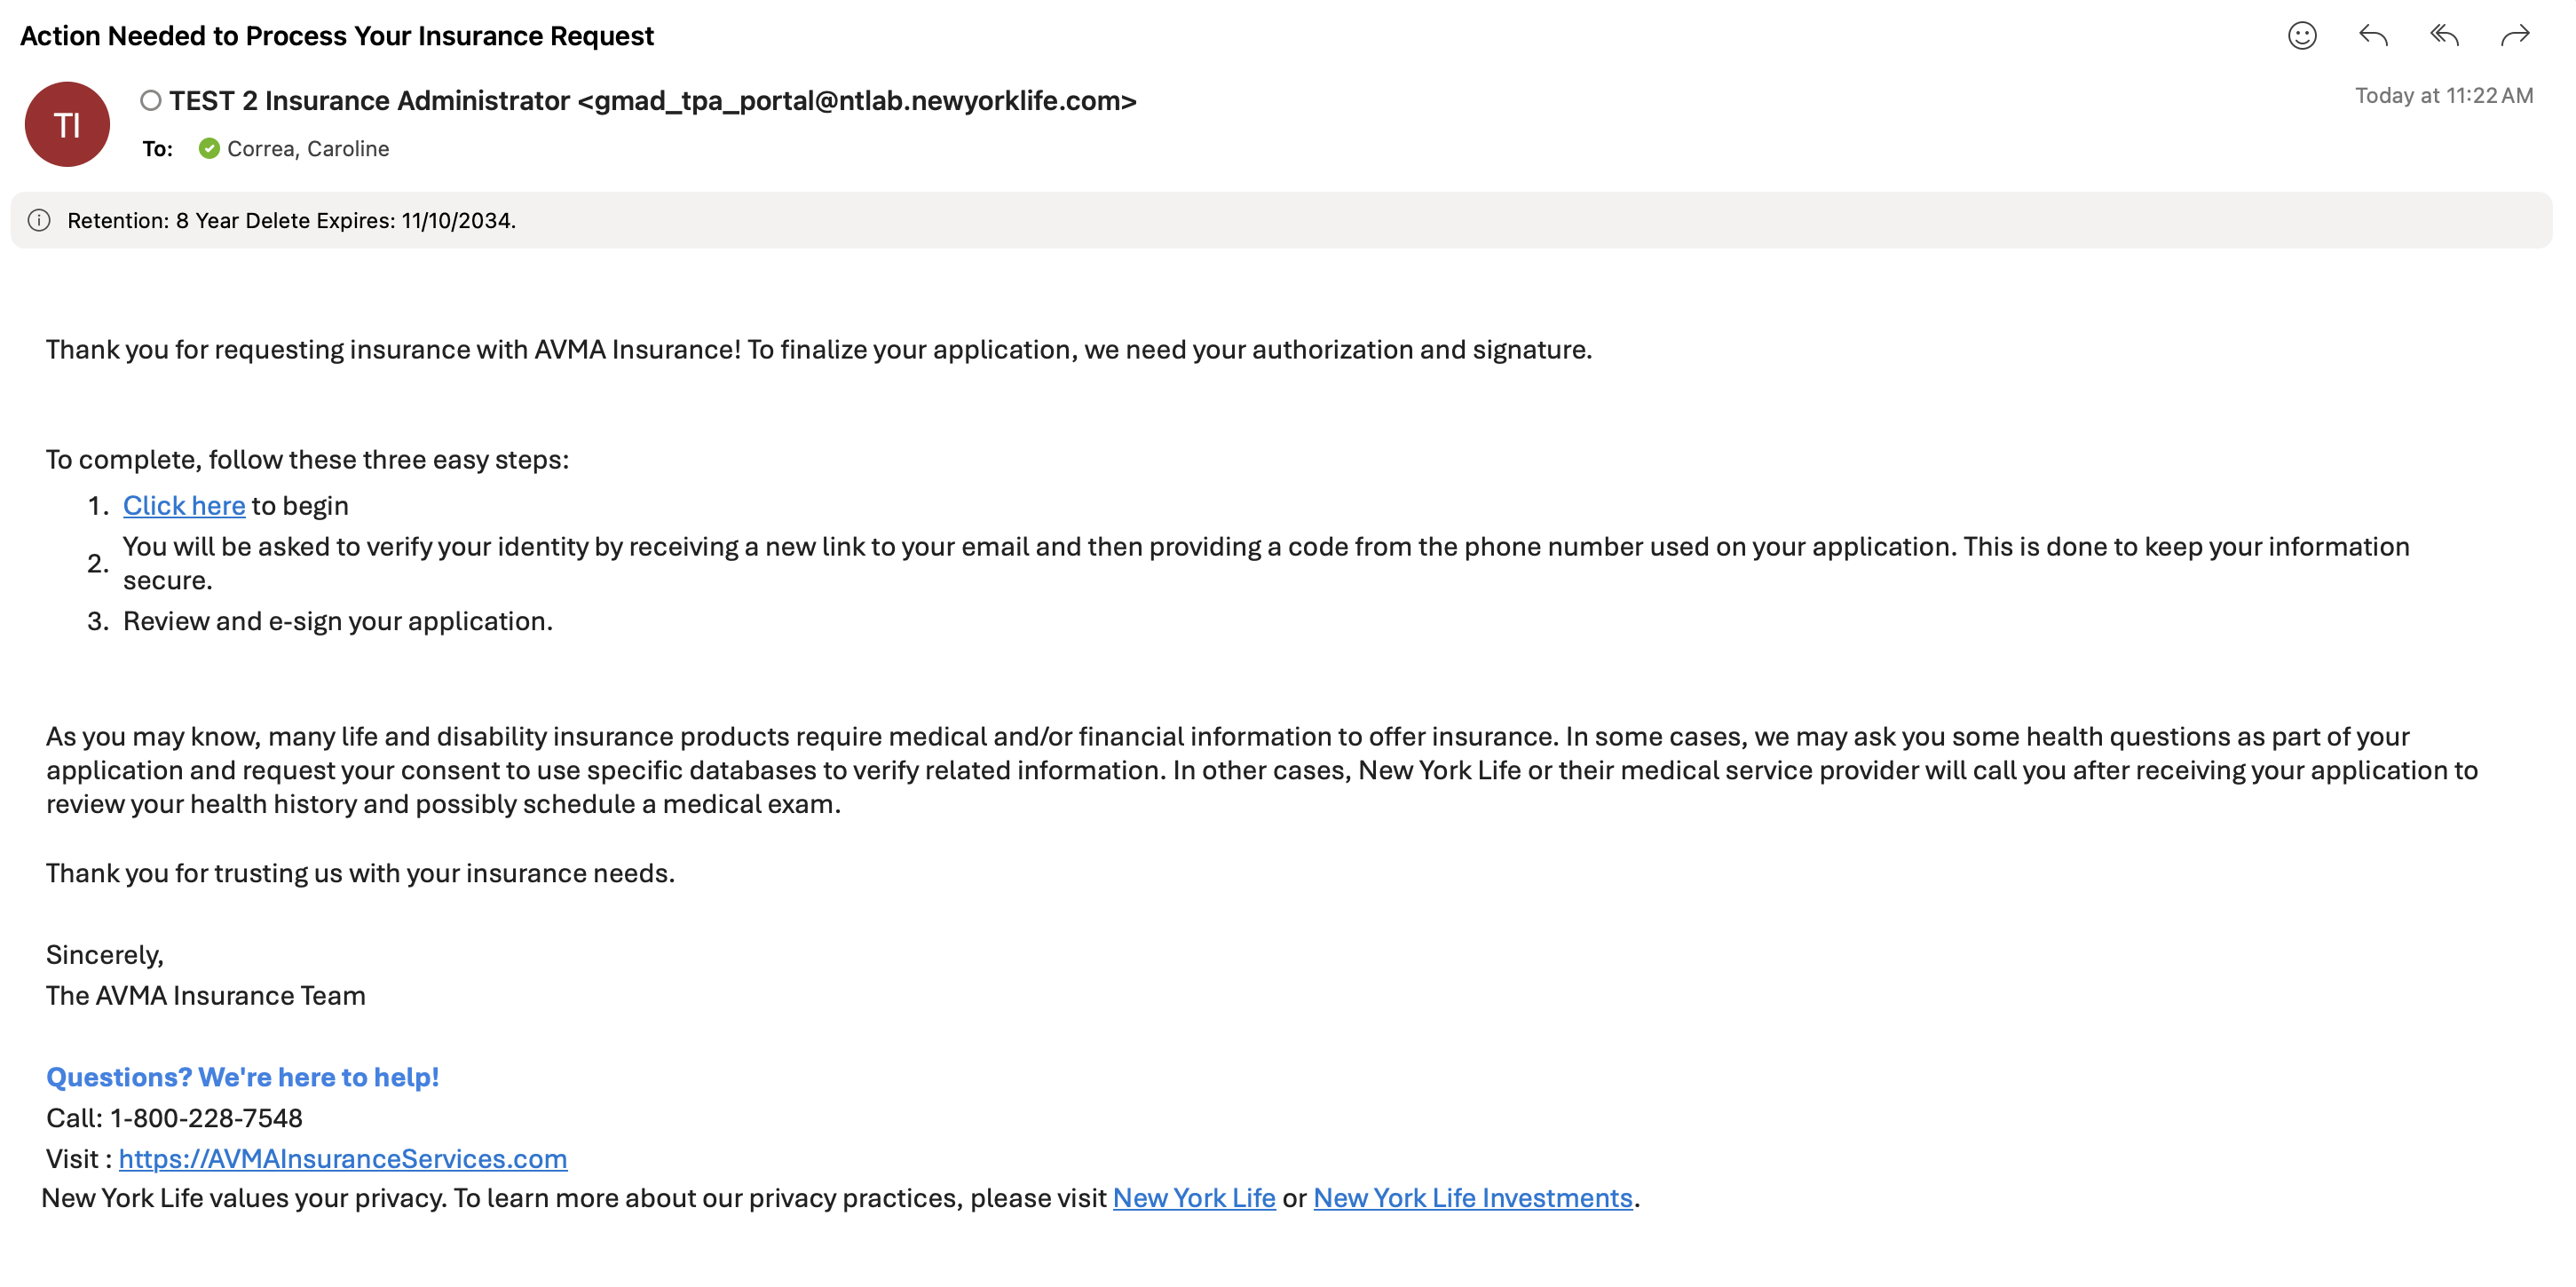 Action Needed to Process Your Insurance Request
TI
TEST 2 Insurance Administrator <gmad_tpa_portal@ntlab.newyorklife.com>
Today at 11:22 AM
To: Correa, Caroline
Retention: 8 Year Delete Expires: 11/10/2034.
Thank you for requesting insurance with AVMA Insurance! To finalize your application, we need your authorization and signature.
To complete, follow these three easy steps:
1. Click here to begin
2. You will be asked to verify your identity by receiving a new link to your email and then providing a code from the phone number used on your application. This is done to keep your information
secure.
3. Review and e-sign your application.
As you may know, many life and disability insurance products require medical and/or financial information to offer insurance. In some cases, we may ask you some health questions as part of your
application and request your consent to use specific databases to verify related information. In other cases, New York Life or their medical service provider will call you after receiving your application to
review your health history and possibly schedule a medical exam.
Thank you for trusting us with your insurance needs.
Sincerely,
The AVMA Insurance Team
Questions? We're here to help!
Call: 1-800-228-7548
Visit : https://AVMAInsuranceServices.com
New York Life values your privacy. To learn more about our privacy practices, please visit New York Life or New York Life Investments.